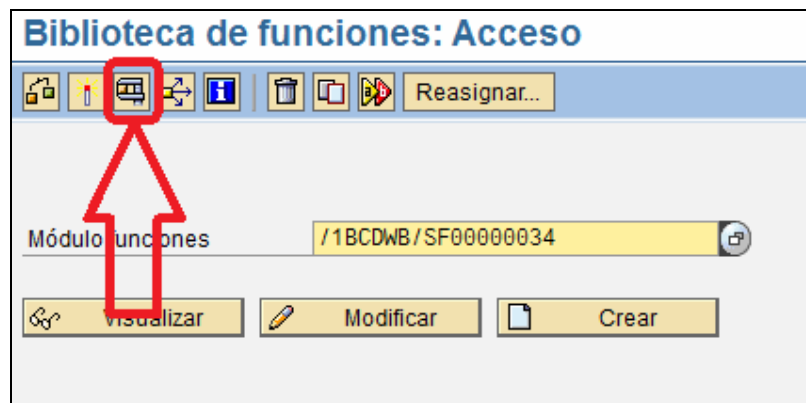 Biblioteca de funciones: Acceso
Reasignar...
Módulo funciones /1BCDWB/SF00000034
Visualizar Modificar Crear